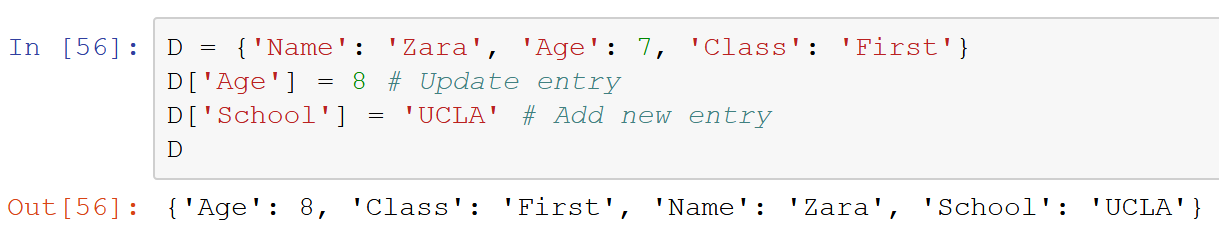 In [56]: D = {'Name': 'Zara', 'Age': 7, 'Class': 'First'}
D['Age'] = 8 # Update entry
D['School'] = 'UCLA' # Add new entry
D
Out[56]: {'Age': 8, 'Class': 'First', 'Name': 'Zara', 'School': 'UCLA'}